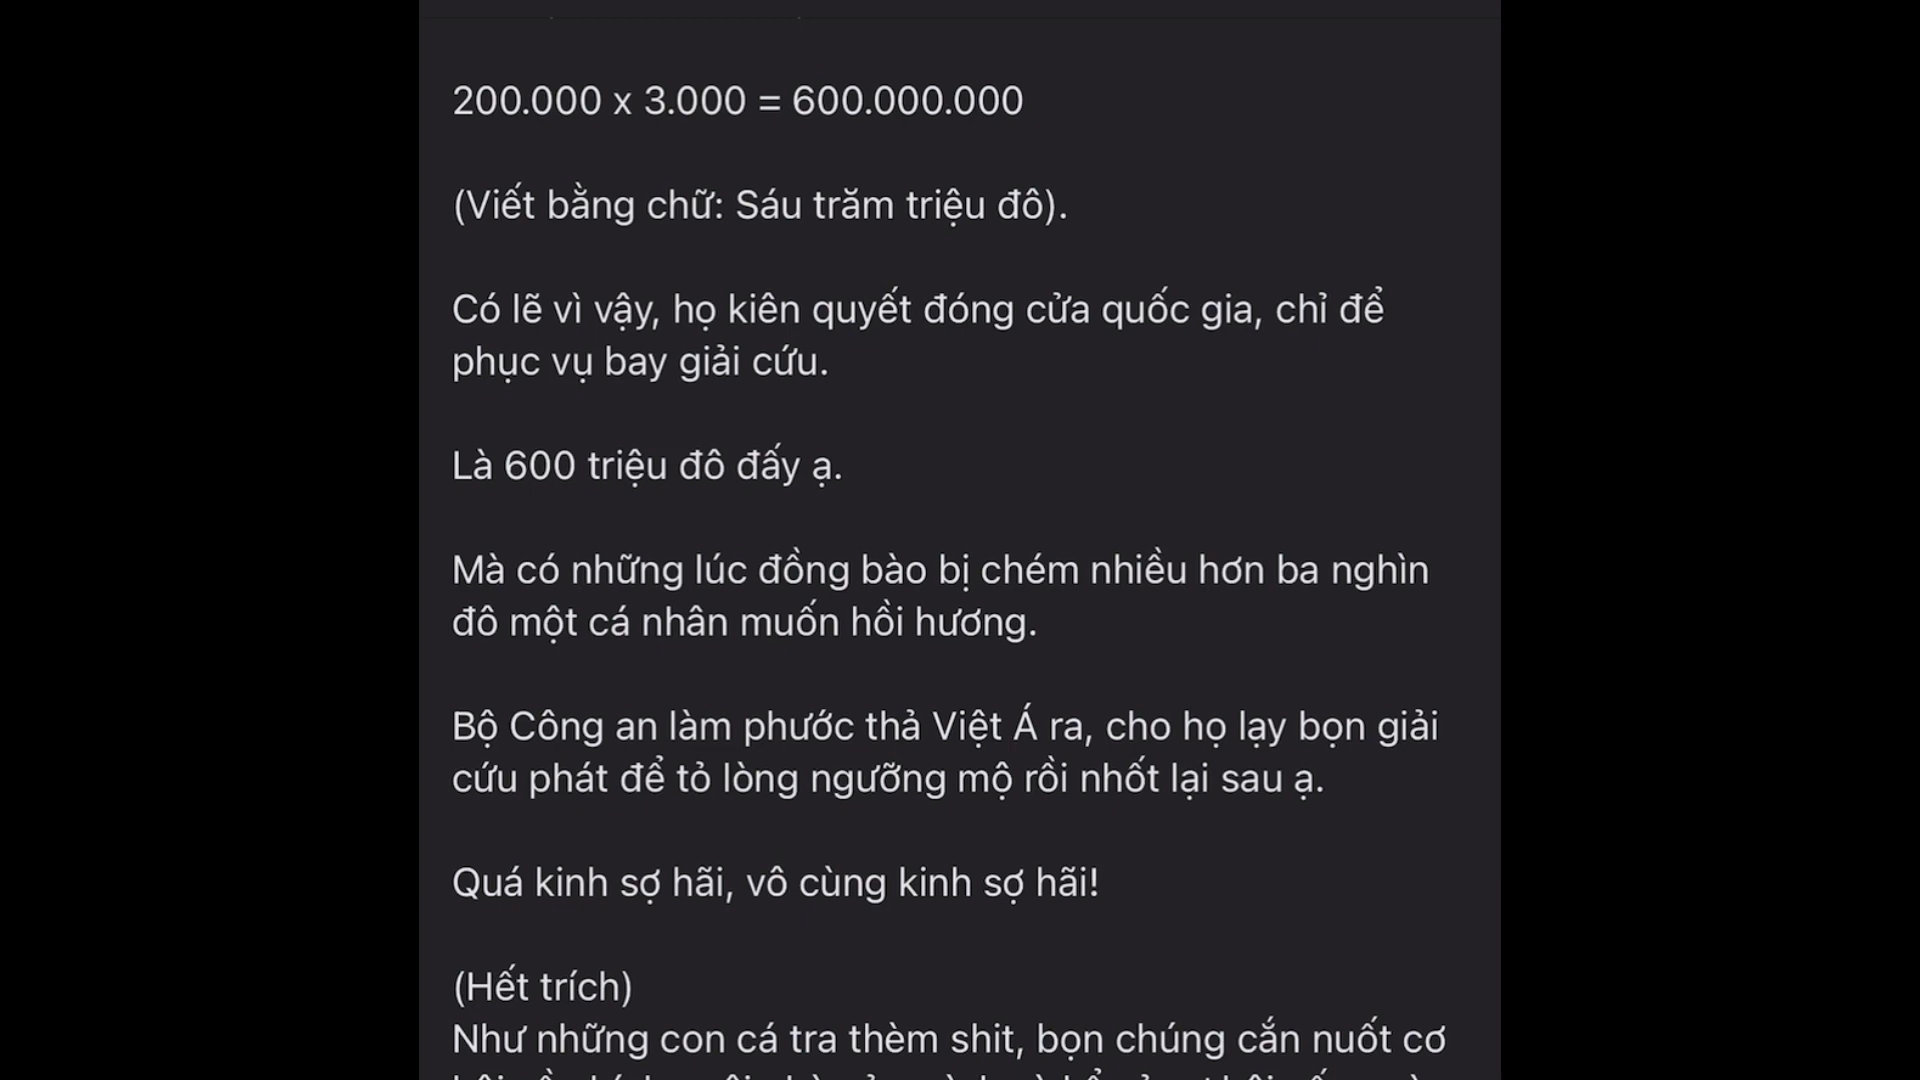 200.000 x 3.000 = 600.000.000
(Viết bằng chữ: Sáu trăm triệu đô).
Có lẽ vì vậy, họ kiên quyết đóng cửa quốc gia, chỉ để
phục vụ bay giải cứu.
Là 600 triệu đô đấy ạ.
Mà có những lúc đồng bào bị chém nhiều hơn ba nghìn
đô một cá nhân muốn hồi hương.
Bộ Công an làm phước thả Việt Á ra, cho họ lạy bọn giải
cứu phát để tỏ lòng ngưỡng mộ rồi nhốt lại sau ạ.
Quá kinh sợ hãi, vô cùng kinh sợ hãi!
(Hết trích)
Như những con cá tra thèm shit, bọn chúng cắn nuốt cơ